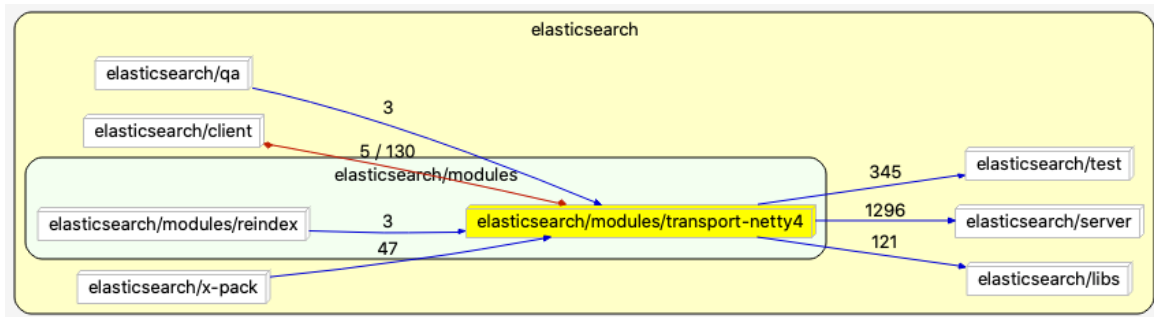 elasticsearch
elasticsearch/qa
3
elasticsearch/client
5 / 130
elasticsearch/modules
elasticsearch/test
345
elasticsearch/modules/reindex
3
elasticsearch/modules/transport-netty4
1296
elasticsearch/server
47
121
elasticsearch/x-pack
elasticsearch/libs